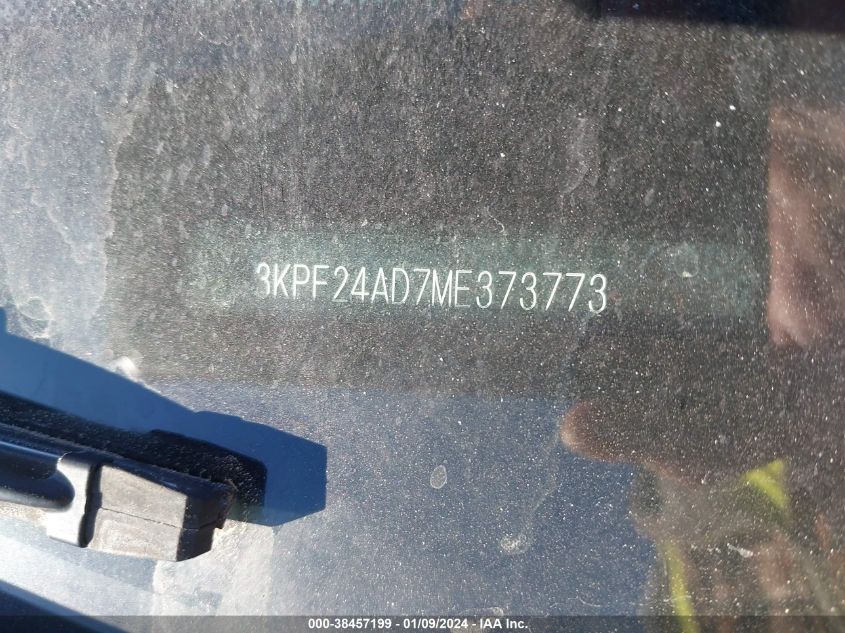 3KPF24AD7ME373773
000-38457199 - 01/09/2024 - IAA Inc.